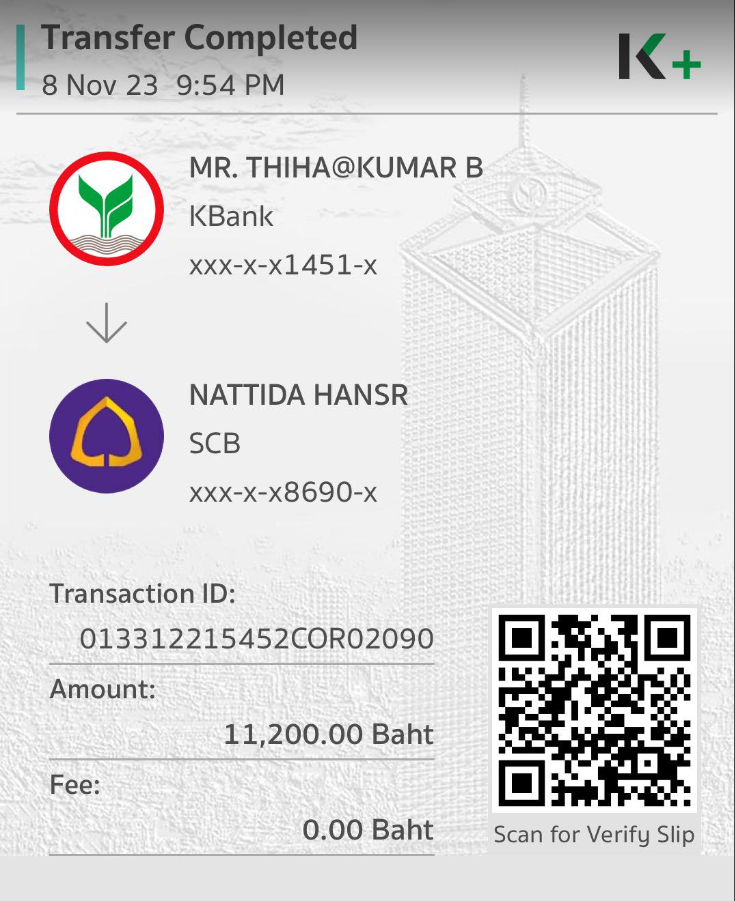 Transfer Completed
8 Nov 23 9:54 PM
K+
MR. THIHA@KUMAR B
KBank
xxx-x-x1451-x
NATTIDA HANSR
SCB
xxx-x-x8690-x
Transaction ID:
013312215452COR02090
Amount:
11,200.00 Baht
Fee:
0.00 Baht
Scan for Verify Slip